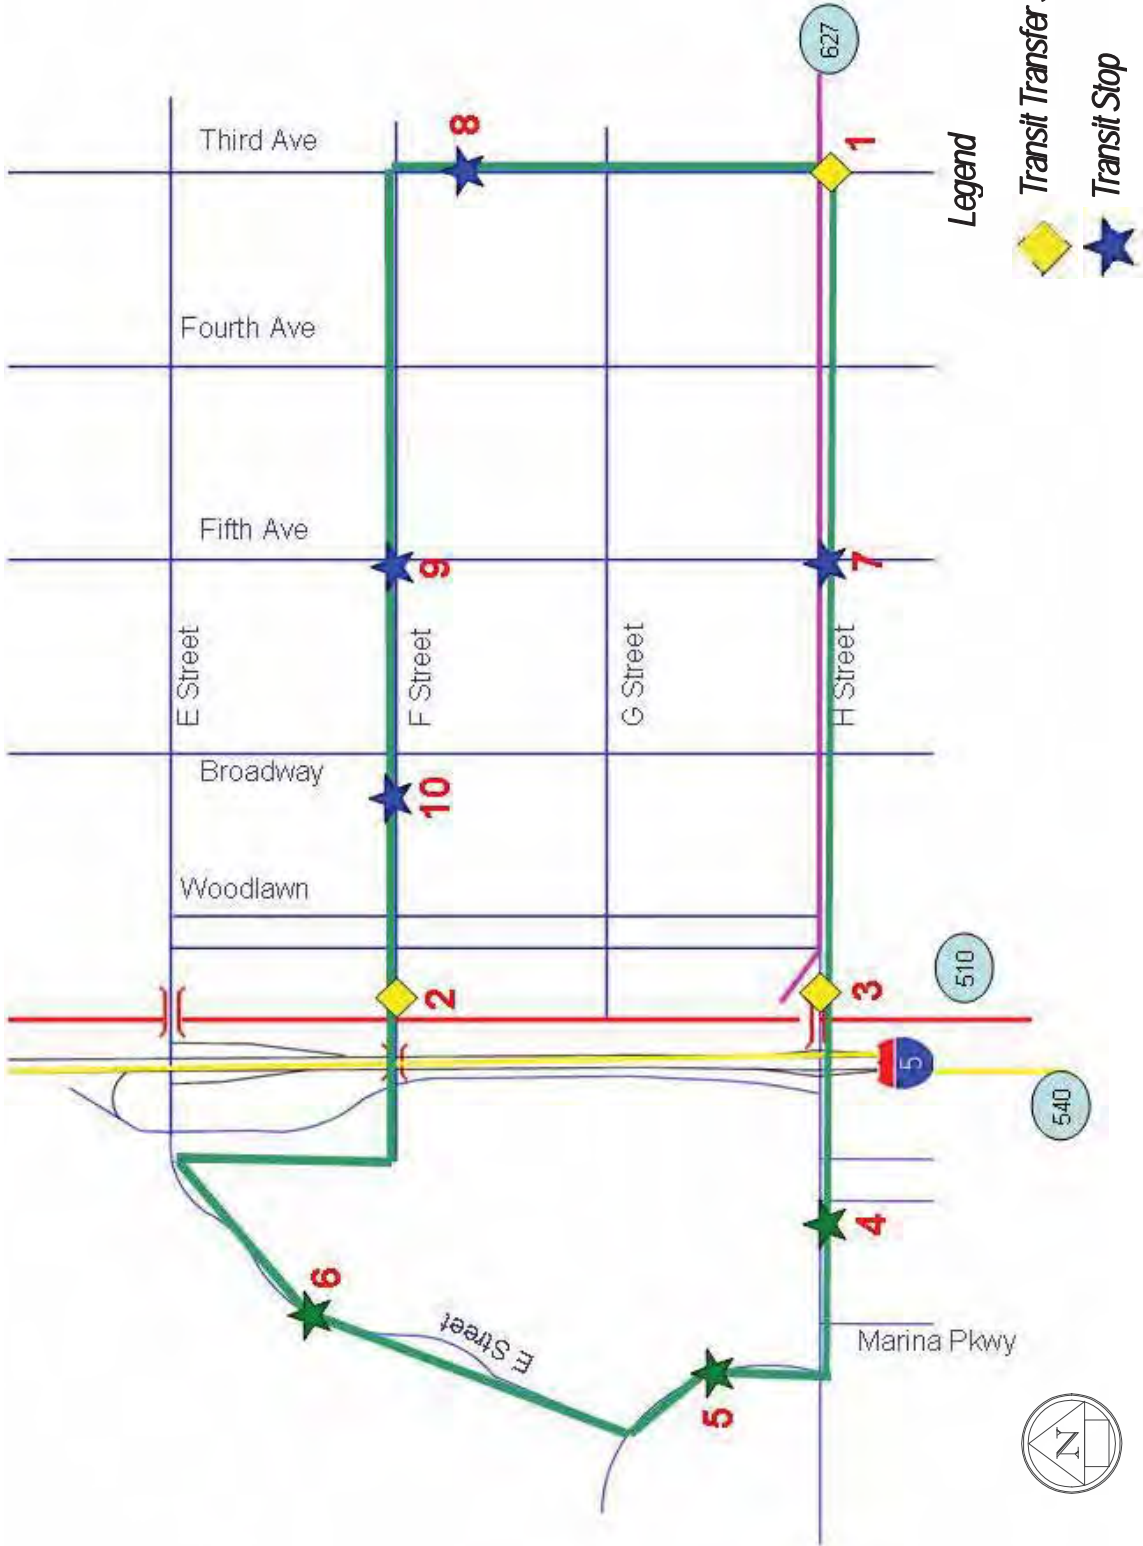 Third Ave
8
627
1
Fourth Ave
Fifth Ave
9
7
E Street
F Street
G Street
H Street
Broadway
10
Woodlawn
2
3
510
5
540
4
6
E Street
5
Marina Pkwy
N
Legend
Transit Transfer
Transit Stop